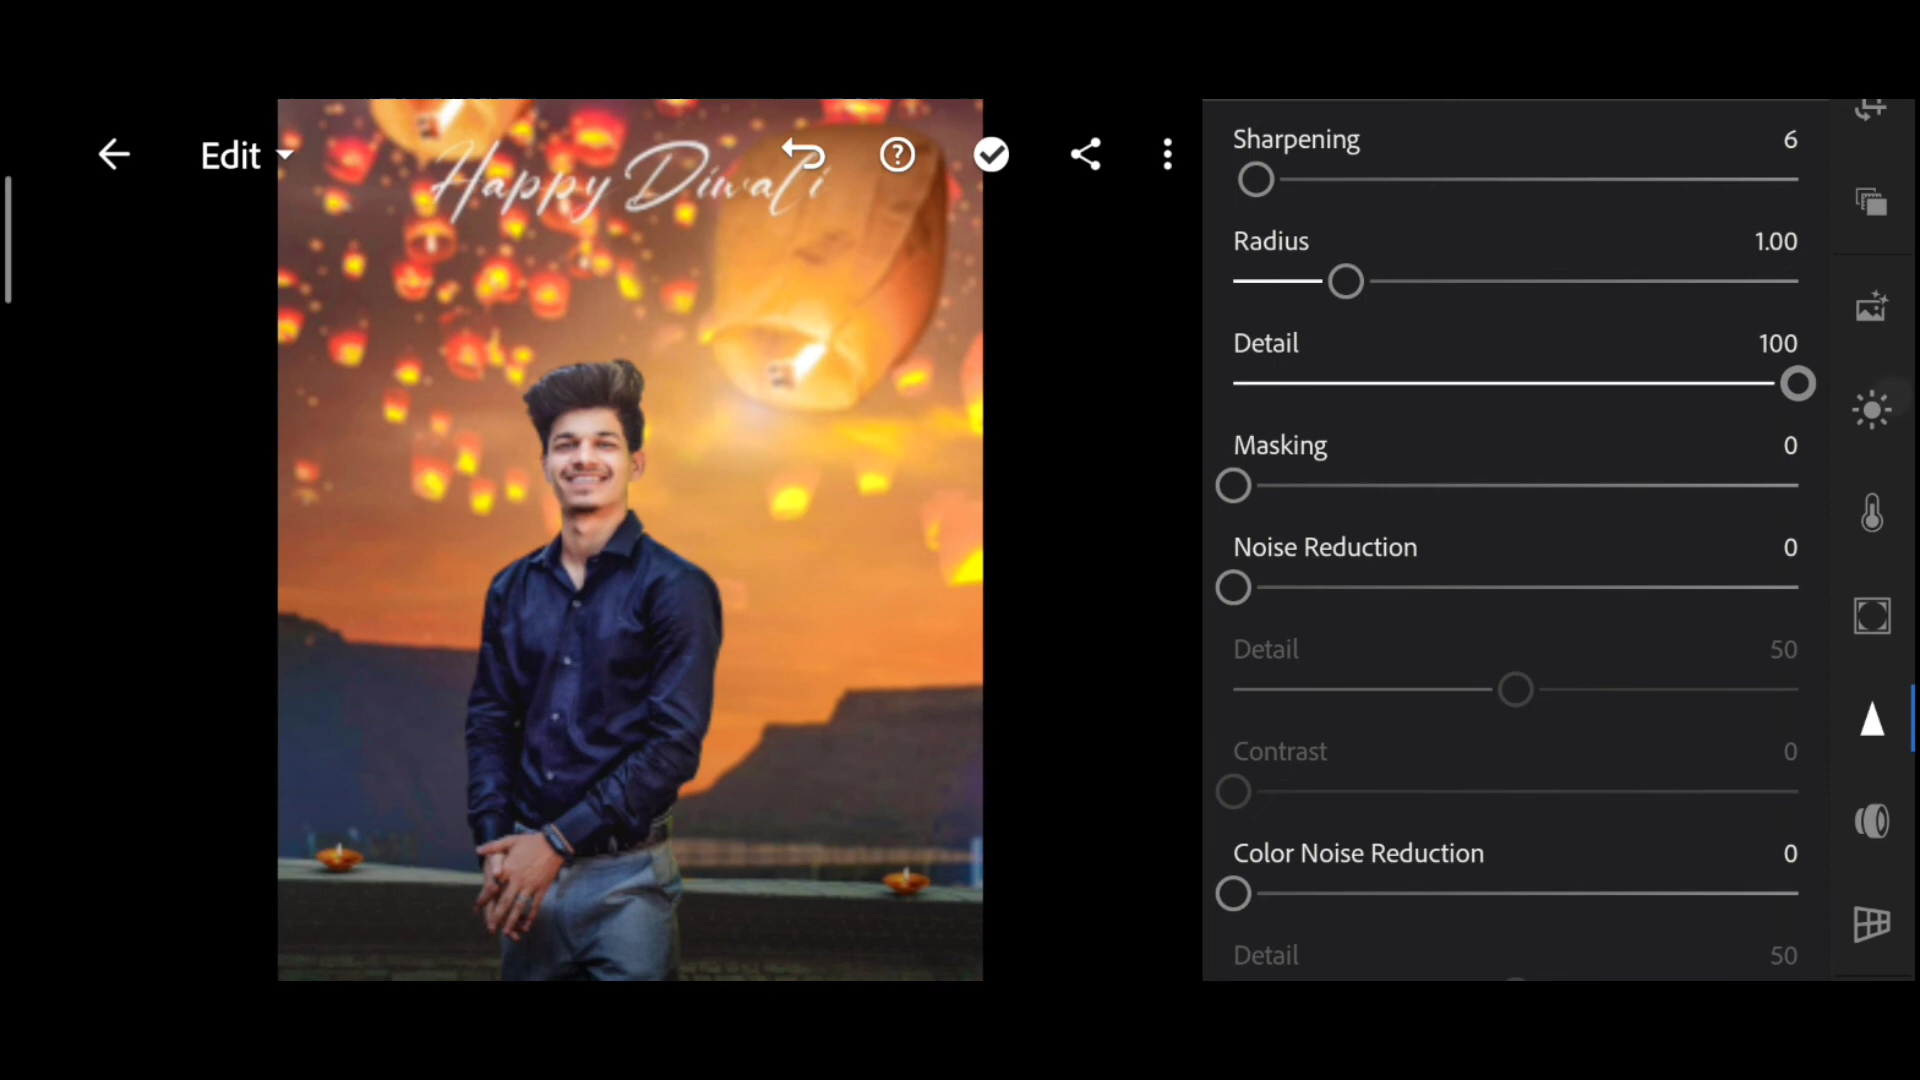 Edit
Happy Diwali
Sharpening 6
Radius 1.00
Detail 100
Masking 0
Noise Reduction 0
Detail 50
Contrast 0
Color Noise Reduction 0
Detail 50